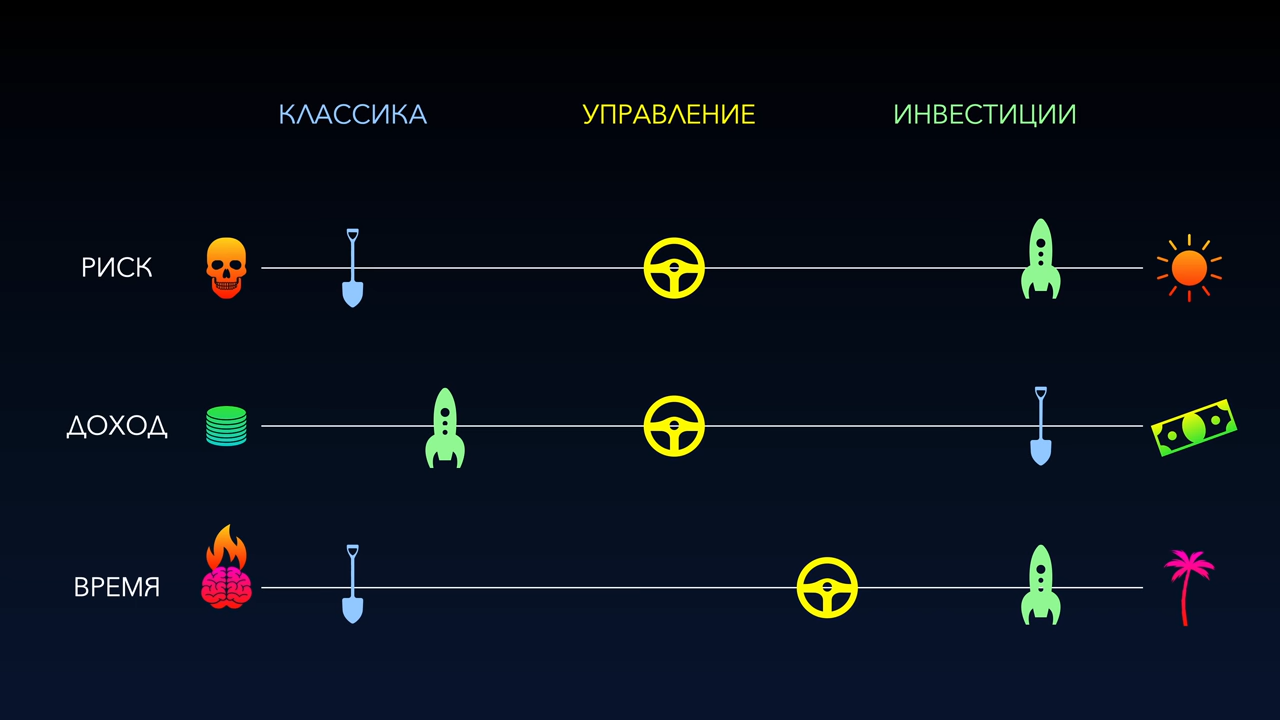 КЛАССИКА УПРАВЛЕНИЕ ИНВЕСТИЦИИ
РИСК
ДОХОД
ВРЕМЯ